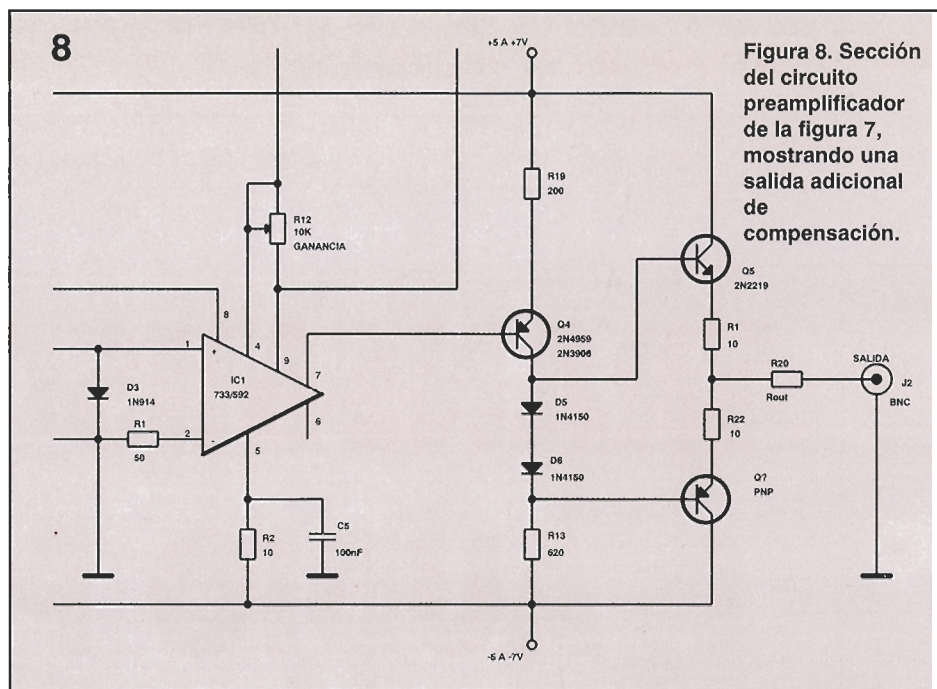 8
+5 A +7V
Figura 8. Sección
del circuito
preamplificador
de la figura 7,
mostrando una
salida adicional
de
compensación.
R19
200
R12
10K
GANANCIA
Q5
2N2219
8
4
9
7
6
5
1
2
+
-
IC1
733/592
D3
1N914
R1
50
Q4
2N4959
2N3906
R1
10
R20
Rout
SALIDA
J2
BNC
D5
1N4150
R22
10
D6
1N4150
Q?
PNP
R2
10
C5
100nF
R13
620
-5 A -7V